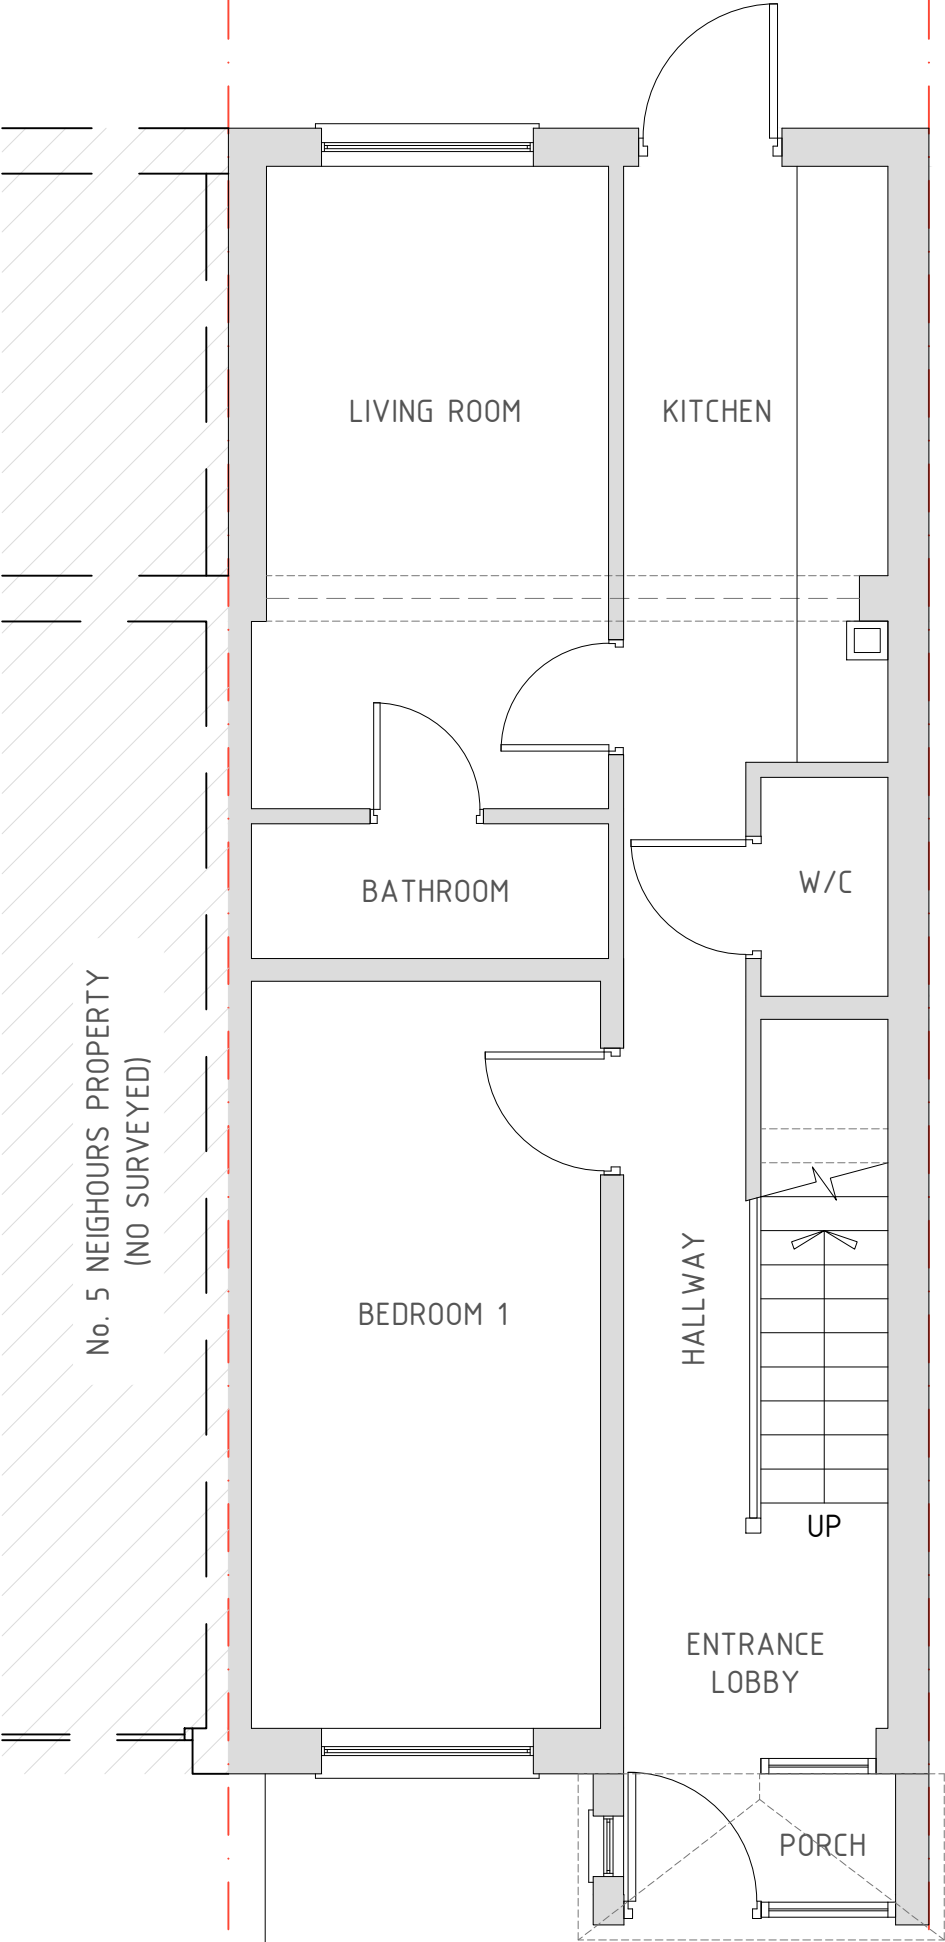 LIVING ROOM
KITCHEN
BATHROOM
W/C
No. 5 NEIGHOURS PROPERTY
(NO SURVEYED)
BEDROOM 1
HALLWAY
UP
ENTRANCE
LOBBY
PORCH